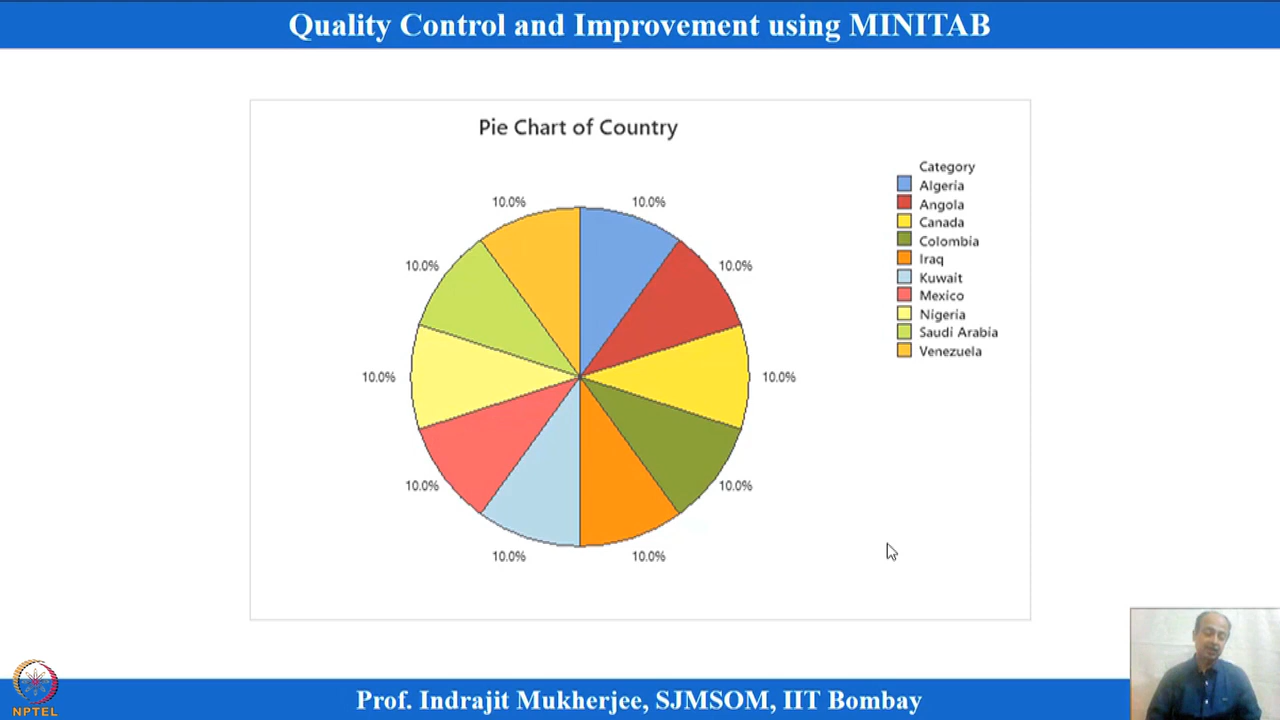 Quality Control and Improvement using MINITAB
Pie Chart of Country
Category
Algeria
Angola
Canada
Colombia
Iraq
Kuwait
Mexico
Nigeria
Saudi Arabia
Venezuela
10.0%
10.0%
10.0%
10.0%
10.0%
10.0%
10.0%
10.0%
10.0%
10.0%
NPTEL
Prof. Indrajit Mukherjee, SJMSOM, IIT Bombay